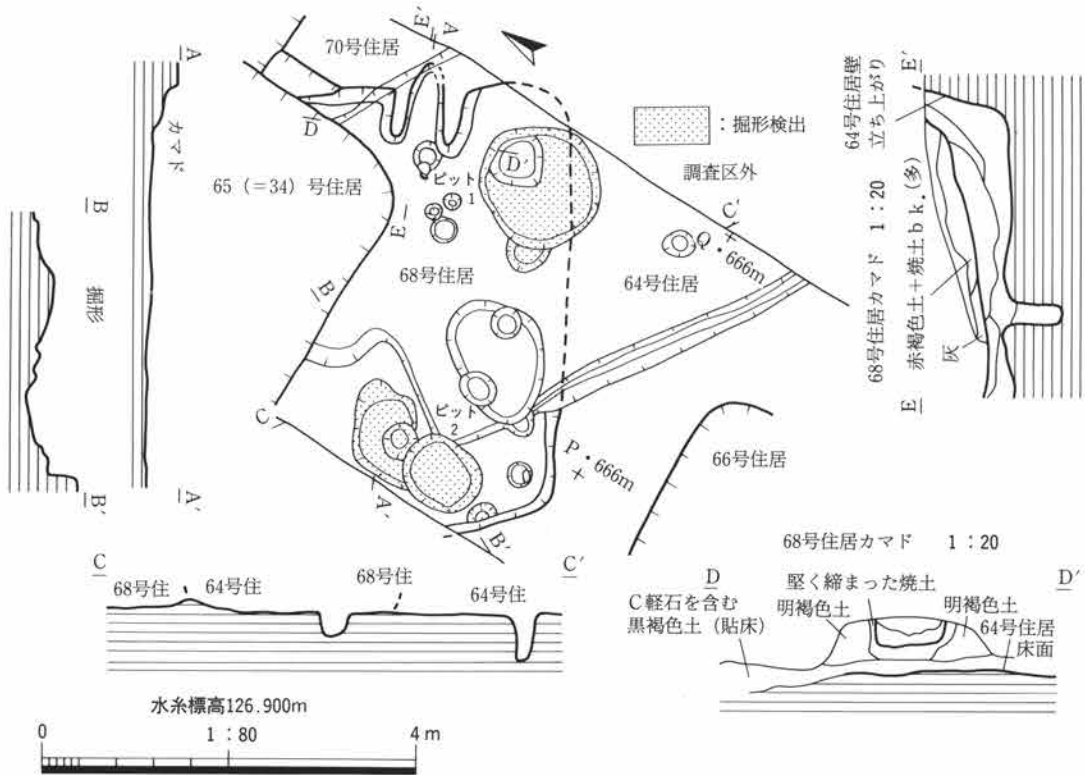 70号住居
E'
A
D
65（＝34）号住居
ピット
1
D'
：掘形検出
調査区外
C'
Q・666m
E
68号住居
64号住居
B
C
ピット
2
A'
B'
P・666m
66号住居
A
カマド
A'
B
掘形
B'
E'
64号住居壁
立ち上がり
68号住居カマド　1：20
赤褐色土＋焼土bk.(多)
灰
E
C
68号住
64号住
68号住
64号住
C'
68号住居カマド　1：20
D
D'
C軽石を含む
黒褐色土（貼床）
堅く締まった焼土
明褐色土
明褐色土
64号住居
床面
水糸標高126.900m
0　1：80　4m